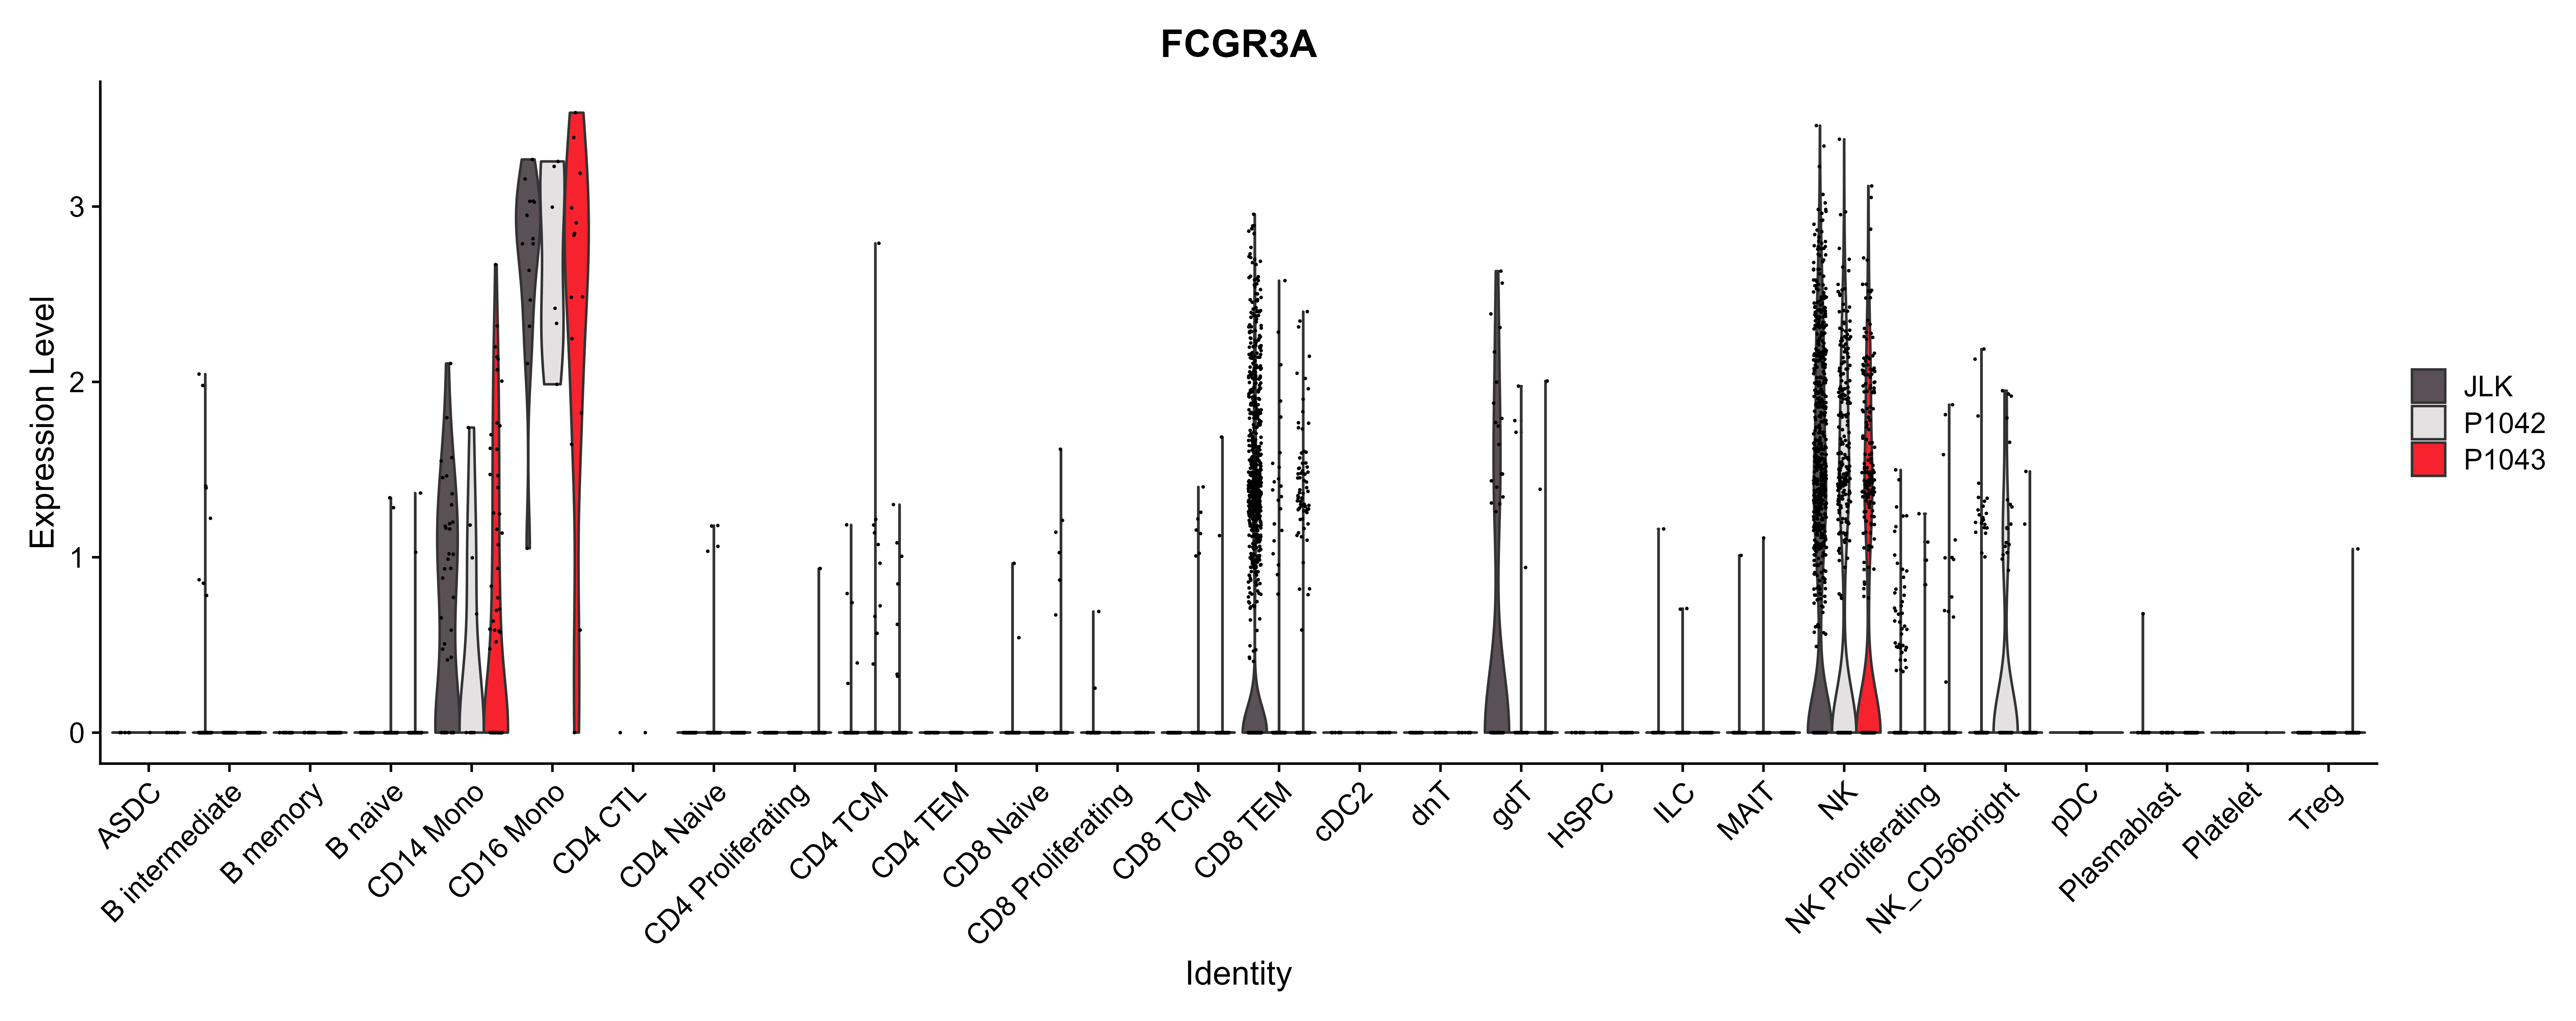 FCGR3A
Expression Level
3
2
1
0
ASDC
B intermediate
B memory
B naive
CD14 Mono
CD16 Mono
CD4 CTL
CD4 Naive
CD4 Proliferating
CD4 TCM
CD4 TEM
CD8 Naive
CD8 Proliferating
CD8 TCM
CD8 TEM
cDC2
dnT
gdT
HSPC
ILC
MAIT
NK
NK Proliferating
NK_CD56bright
pDC
Plasmablast
Platelet
Treg
Identity
JLK
P1042
P1043